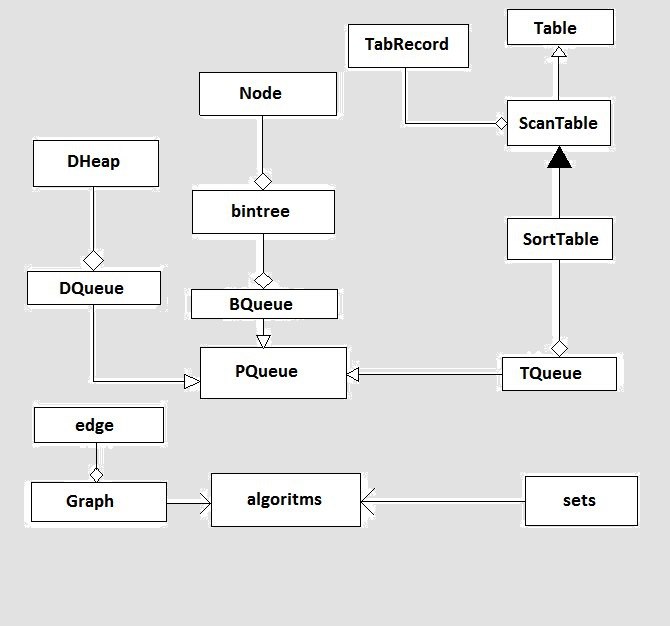 Table
TabRecord
Node
ScanTable
DHeap
bintree
SortTable
DQueue
BQueue
PQueue
TQueue
edge
Graph
algoritms
sets